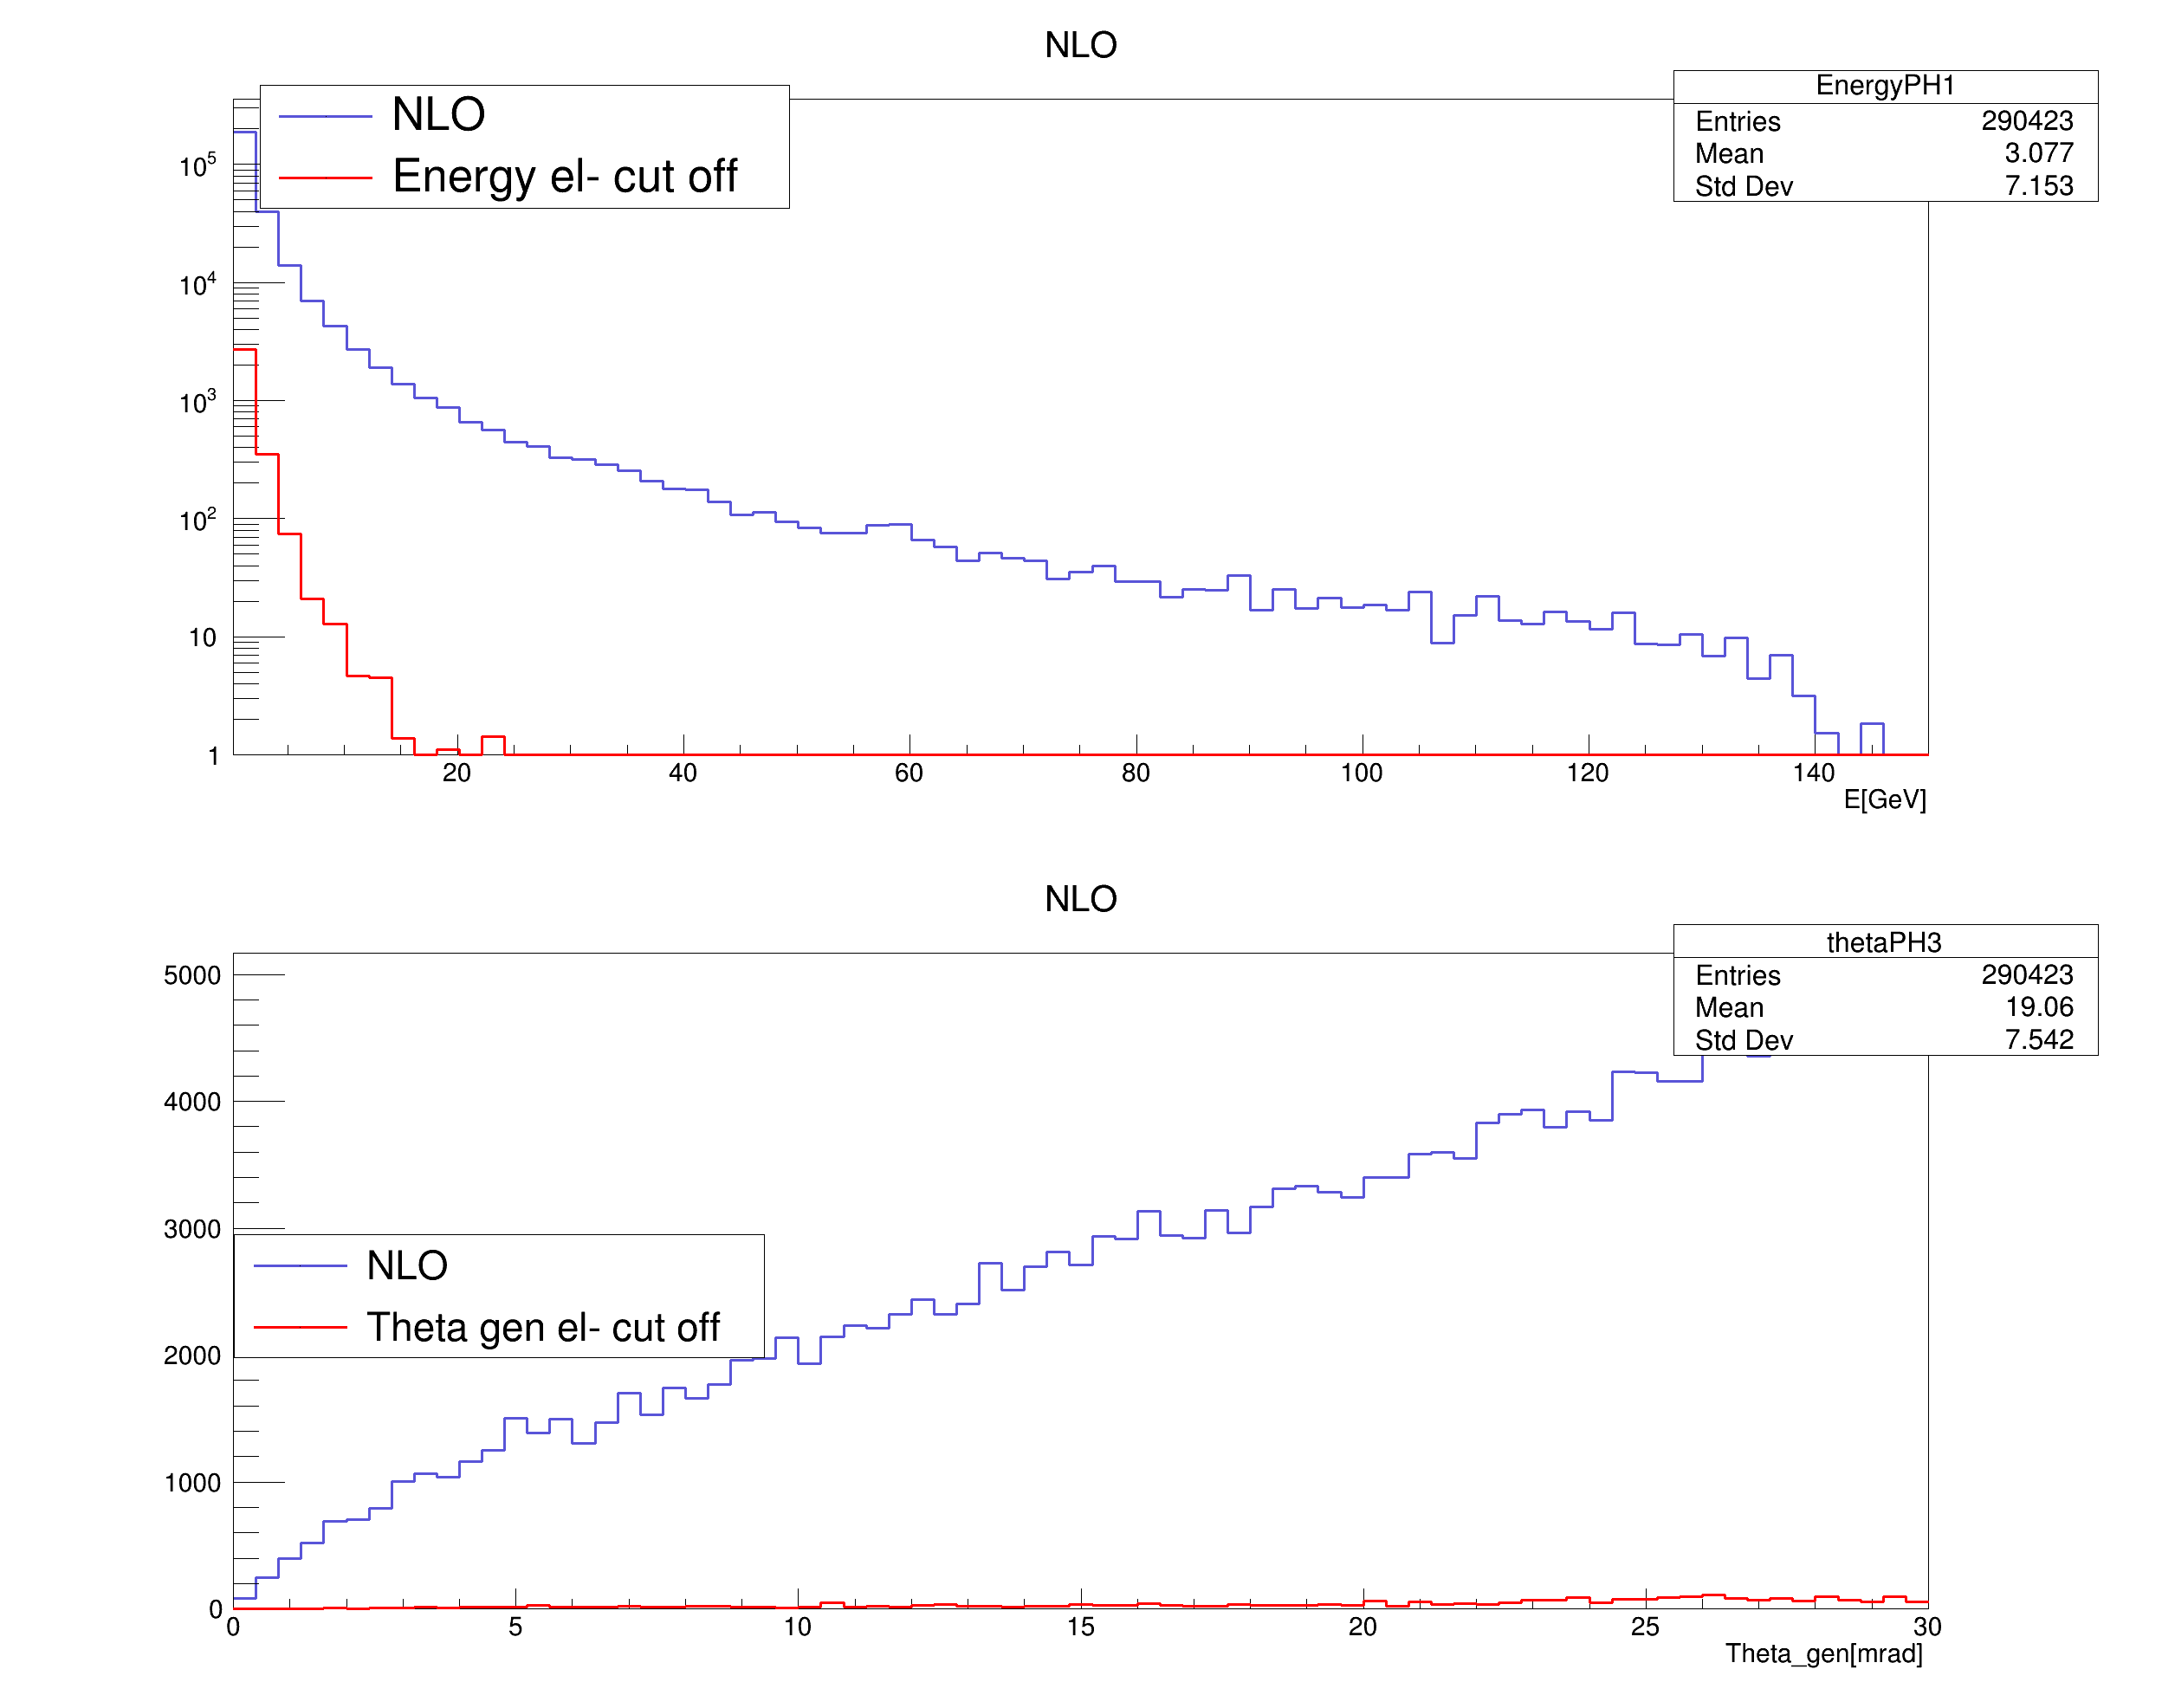 NLO
EnergyPH1
Entries 290423
Mean 3.077
Std Dev 7.153
NLO
Energy el- cut off
10^5
10^4
10^3
10^2
10
1
20 40 60 80 100 120 140
E[GeV]
NLO
thetaPH3
Entries 290423
Mean 19.06
Std Dev 7.542
5000
4000
3000
NLO
Theta gen el- cut off
2000
1000
0
0 5 10 15 20 25 30
Theta_gen[mrad]